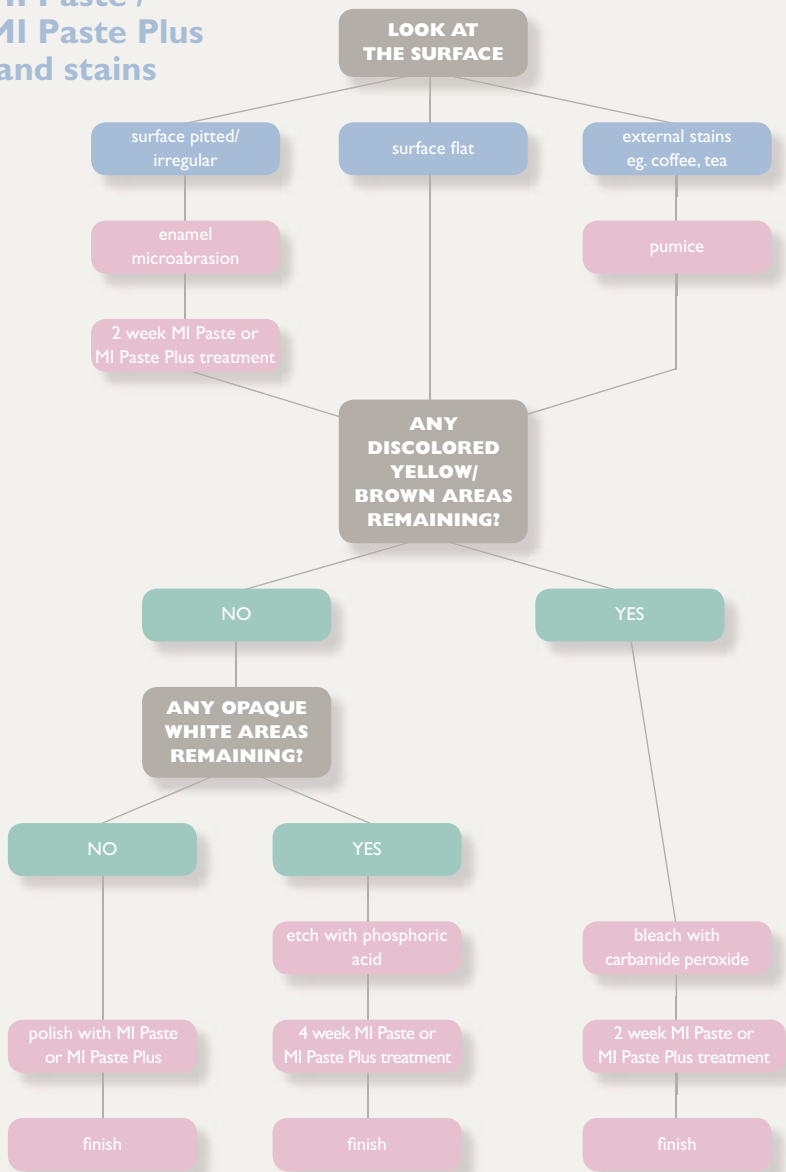 MI Paste /
MI Paste Plus
and stains
LOOK AT
THE SURFACE
surface pitted/
irregular
surface flat
external stains
eg. coffee, tea
enamel
microabrasion
pumice
2 week MI Paste or
MI Paste Plus treatment
ANY
DISCOLORED
YELLOW/
BROWN AREAS
REMAINING?
NO
YES
ANY OPAQUE
WHITE AREAS
REMAINING?
NO
YES
etch with phosphoric
acid
bleach with
carbamide peroxide
polish with MI Paste
or MI Paste Plus
4 week MI Paste or
MI Paste Plus treatment
2 week MI Paste or
MI Paste Plus treatment
finish
finish
finish